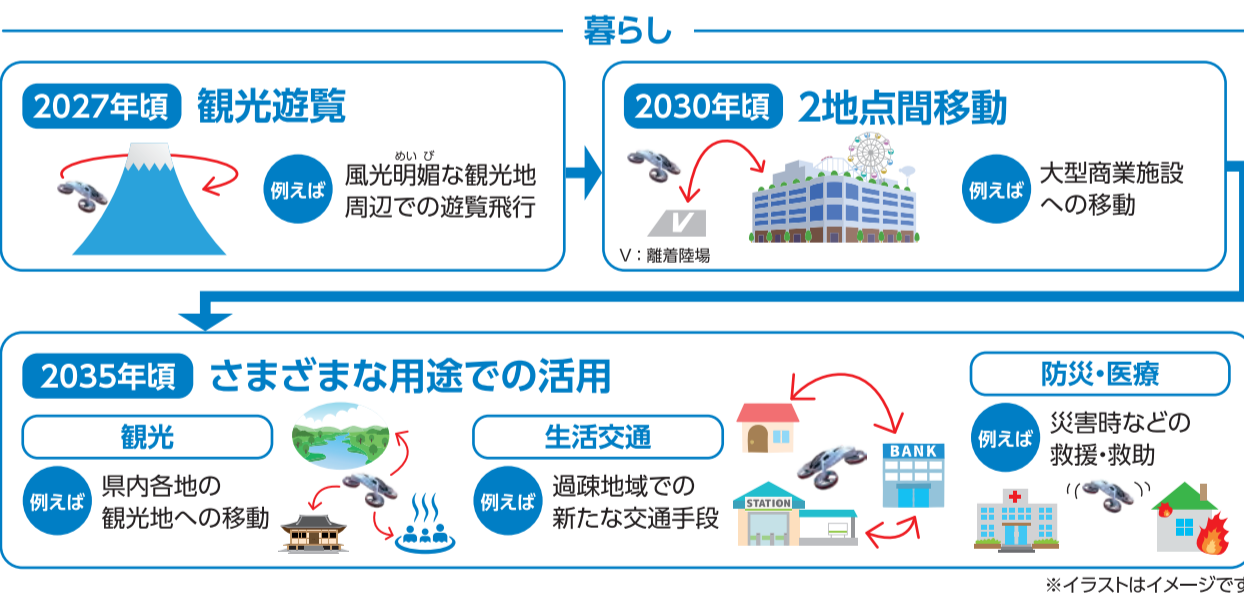 暮らし
2027年頃 観光遊覧
例えば
めい び
風光明媚な観光地
周辺での遊覧飛行
2030年頃 2地点間移動
V
V：離着陸場
例えば
大型商業施設
への移動
2035年頃 さまざまな用途での活用
観光
例えば
県内各地の
観光地への移動
生活交通
例えば
過疎地域での
新たな交通手段
BANK
STATION
防災・医療
例えば
災害時などの
救援・救助
※イラストはイメージです